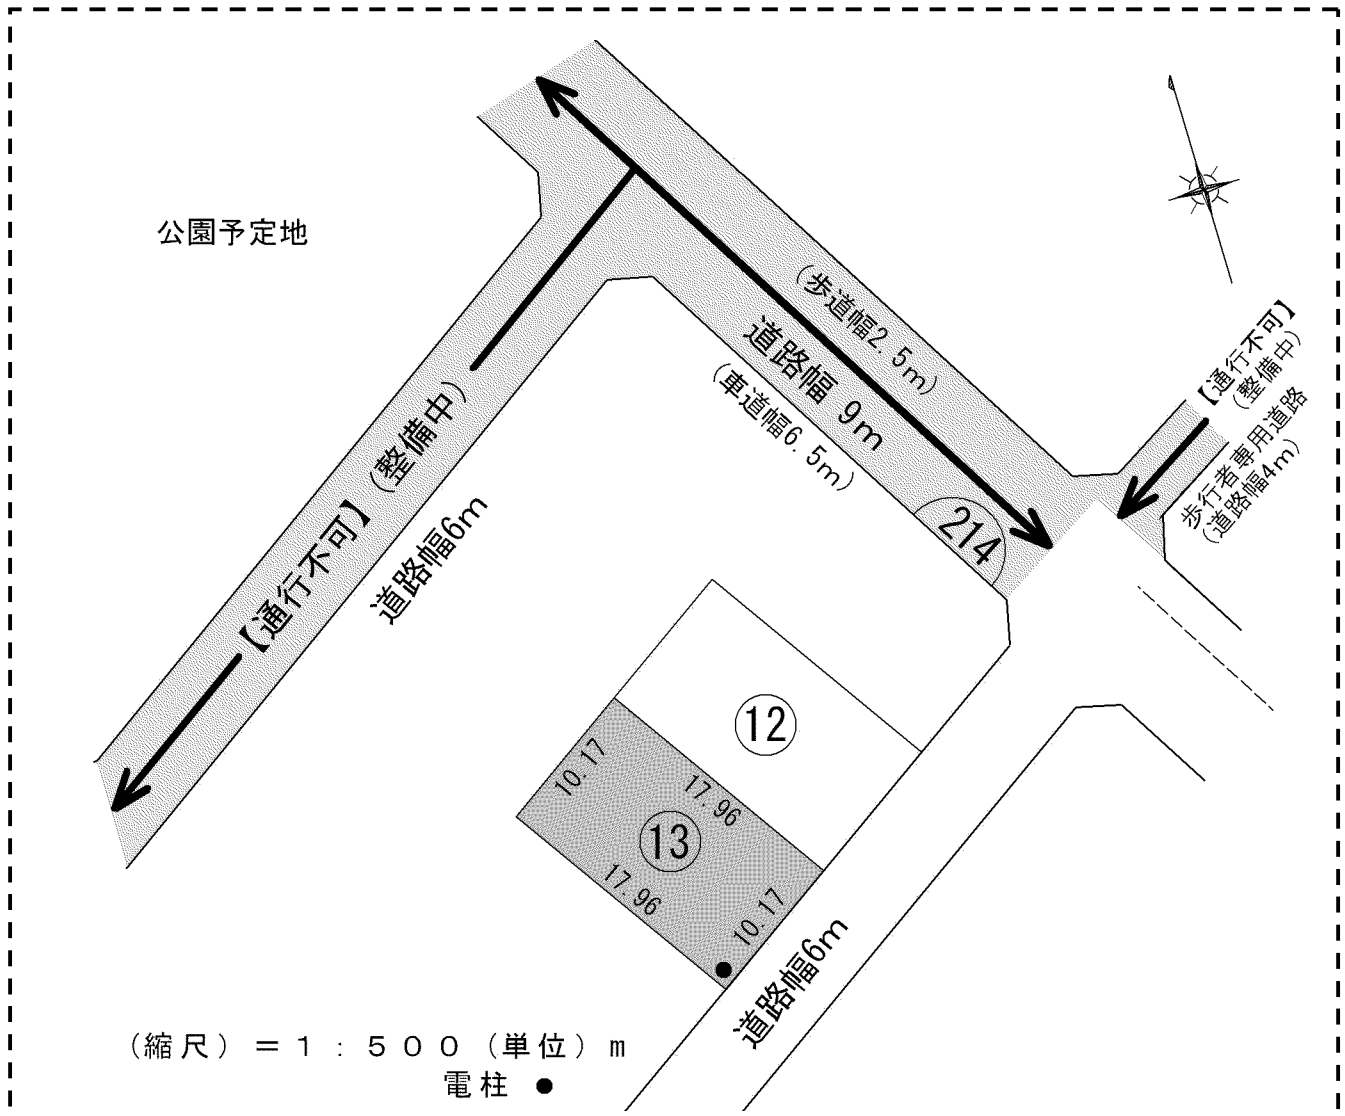 公園予定地
(歩道幅2.5m)
道路幅 9m
(車道幅6.5m)
【通行不可】
(整備中)
歩行者専用道路
(道路幅4m)
214
【通行不可】(整備中)
道路幅6m
12
10.17
17.96
13
17.96
10.17
道路幅6m
(縮尺)=1:500(単位)m
電柱 ●